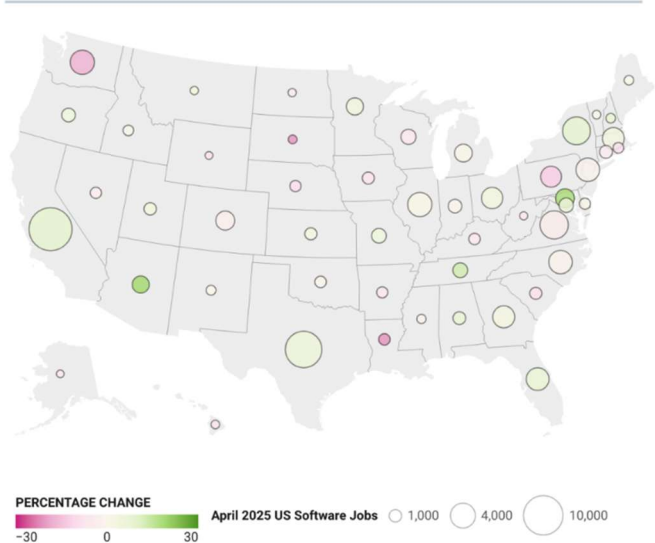 PERCENTAGE CHANGE
−30 0 30
April 2025 US Software Jobs 1,000 4,000 10,000